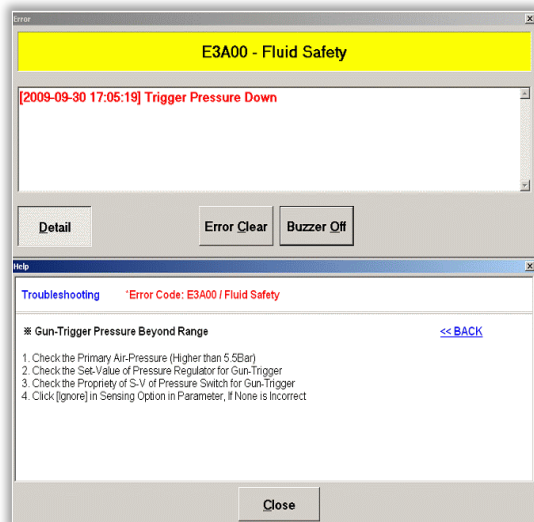 Error
E3A00 - Fluid Safety
[2009-09-30 17:05:19] Trigger Pressure Down
Detail
Error Clear
Buzzer Off
Help
Troubleshooting
*Error Code: E3A00 / Fluid Safety
※ Gun-Trigger Pressure Beyond Range
<< BACK
1. Check the Primary Air-Pressure (Higher than 5.5Bar)
2. Check the Set-Value of Pressure Regulator for Gun-Trigger
3. Check the Propriety of S-V of Pressure Switch for Gun-Trigger
4. Click [Ignore] in Sensing Option in Parameter, If None is Incorrect
Close